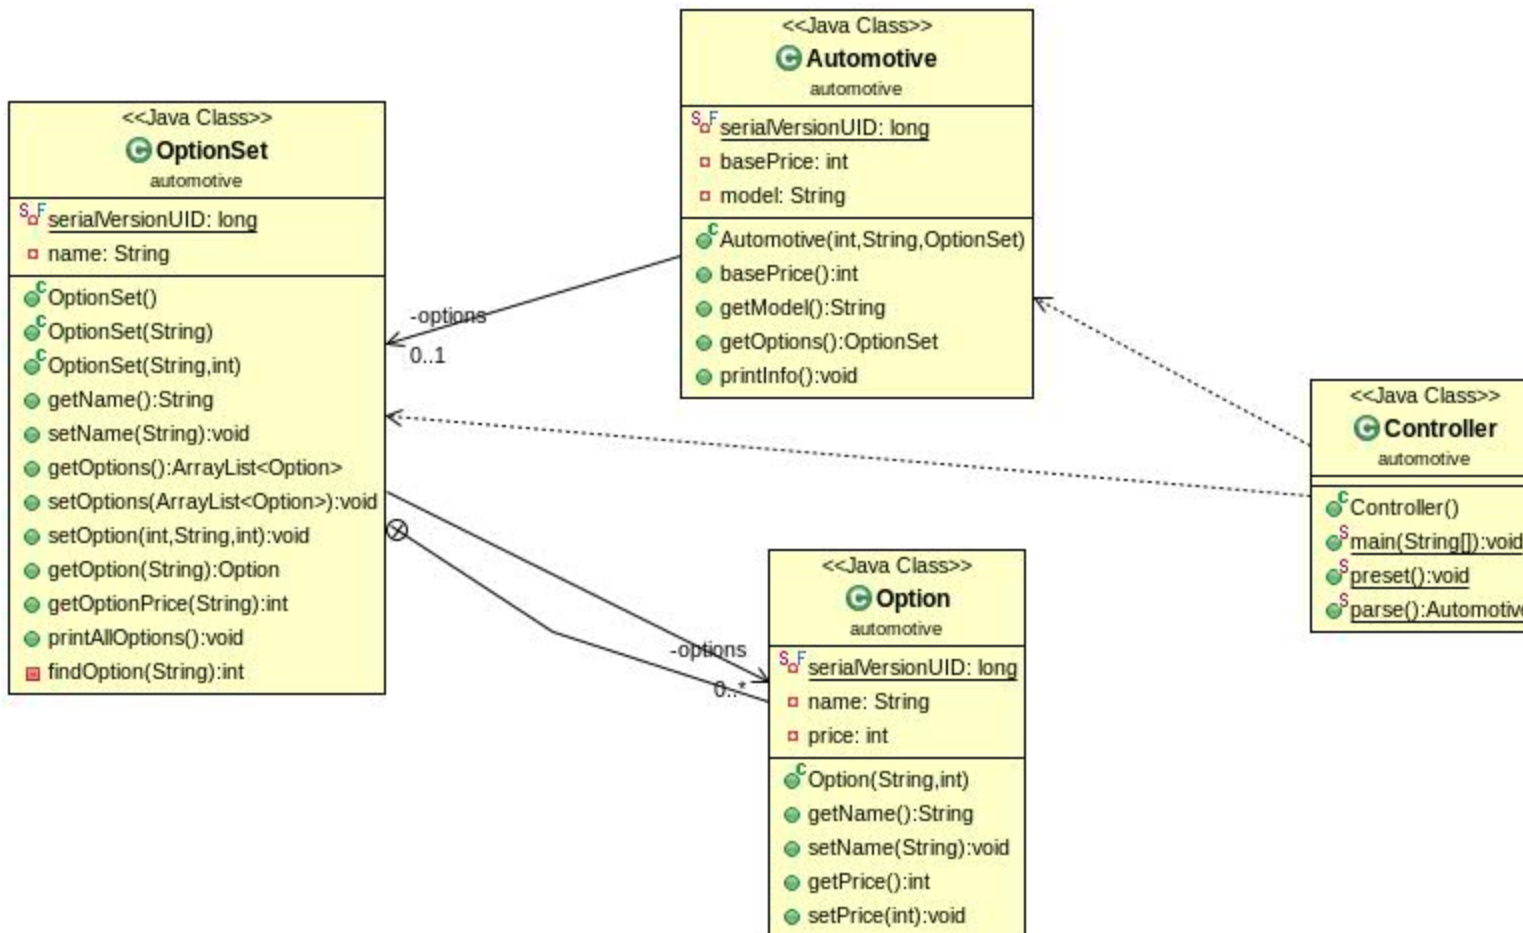 <<Java Class>>
Automotive
automotive
serialVersionUID: long
basePrice: int
model: String
Automotive(int,String,OptionSet)
basePrice():int
getModel():String
getOptions():OptionSet
printInfo():void
<<Java Class>>
OptionSet
automotive
serialVersionUID: long
name: String
OptionSet()
OptionSet(String)
OptionSet(String,int)
getName():String
setName(String):void
getOptions():ArrayList<Option>
setOptions(ArrayList<Option>):void
setOption(int,String,int):void
getOption(String):Option
getOptionPrice(String):int
printAllOptions():void
findOption(String):int
-options
0..1
<<Java Class>>
Controller
automotive
Controller()
main(String[]):void
preset():void
parse():Automotive
-options
0..*
<<Java Class>>
Option
automotive
serialVersionUID: long
name: String
price: int
Option(String,int)
getName():String
setName(String):void
getPrice():int
setPrice(int):void